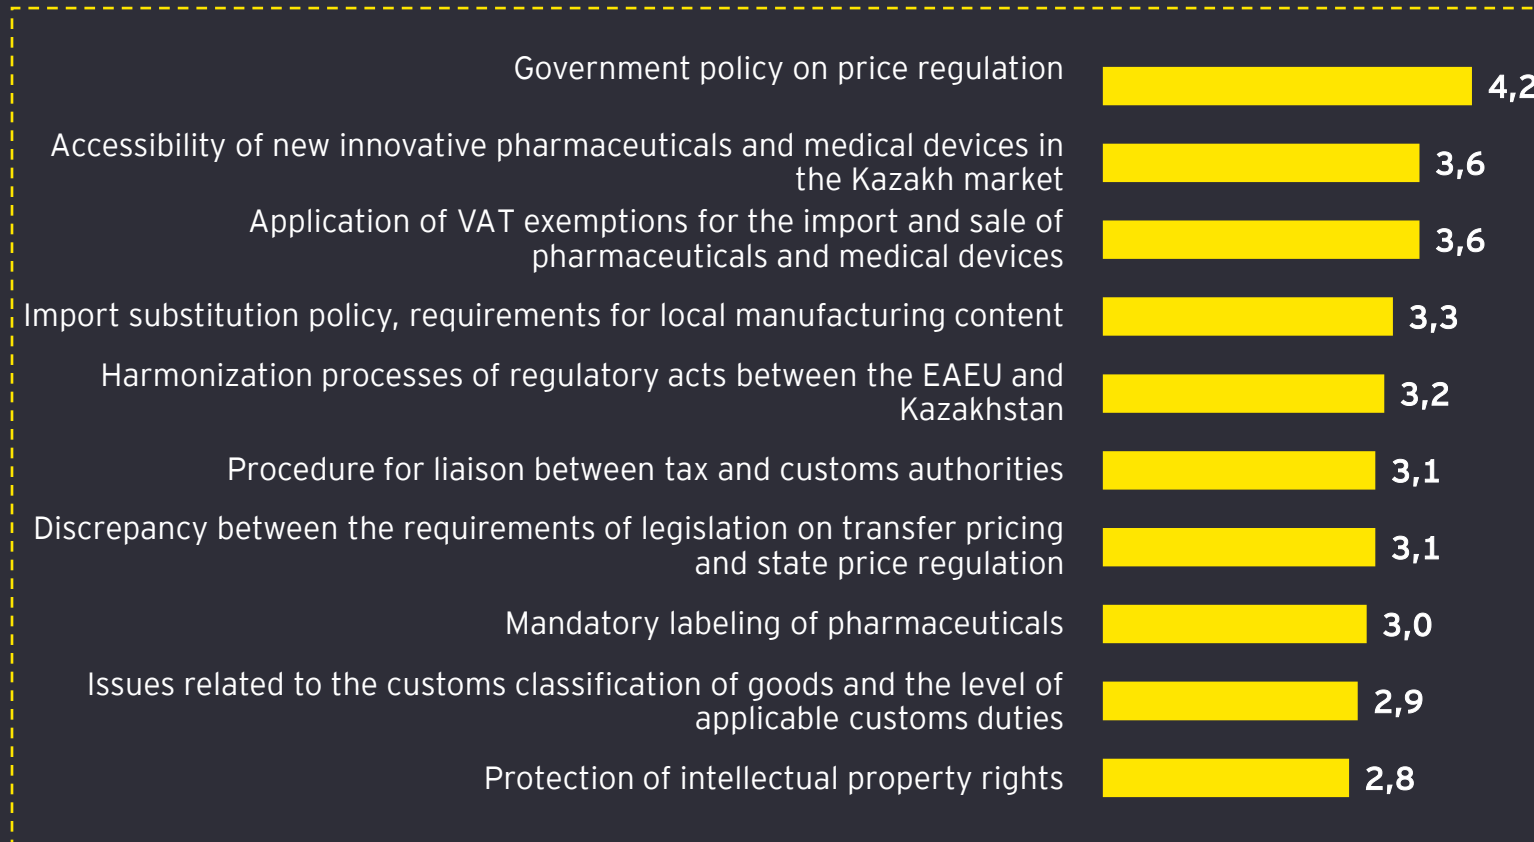 Government policy on price regulation
4,2
Accessibility of new innovative pharmaceuticals and medical devices in
the Kazakh market
3,6
Application of VAT exemptions for the import and sale of
pharmaceuticals and medical devices
3,6
Import substitution policy, requirements for local manufacturing content
3,3
Harmonization processes of regulatory acts between the EAEU and
Kazakhstan
3,2
Procedure for liaison between tax and customs authorities
3,1
Discrepancy between the requirements of legislation on transfer pricing
and state price regulation
3,1
Mandatory labeling of pharmaceuticals
3,0
Issues related to the customs classification of goods and the level of
applicable customs duties
2,9
Protection of intellectual property rights
2,8